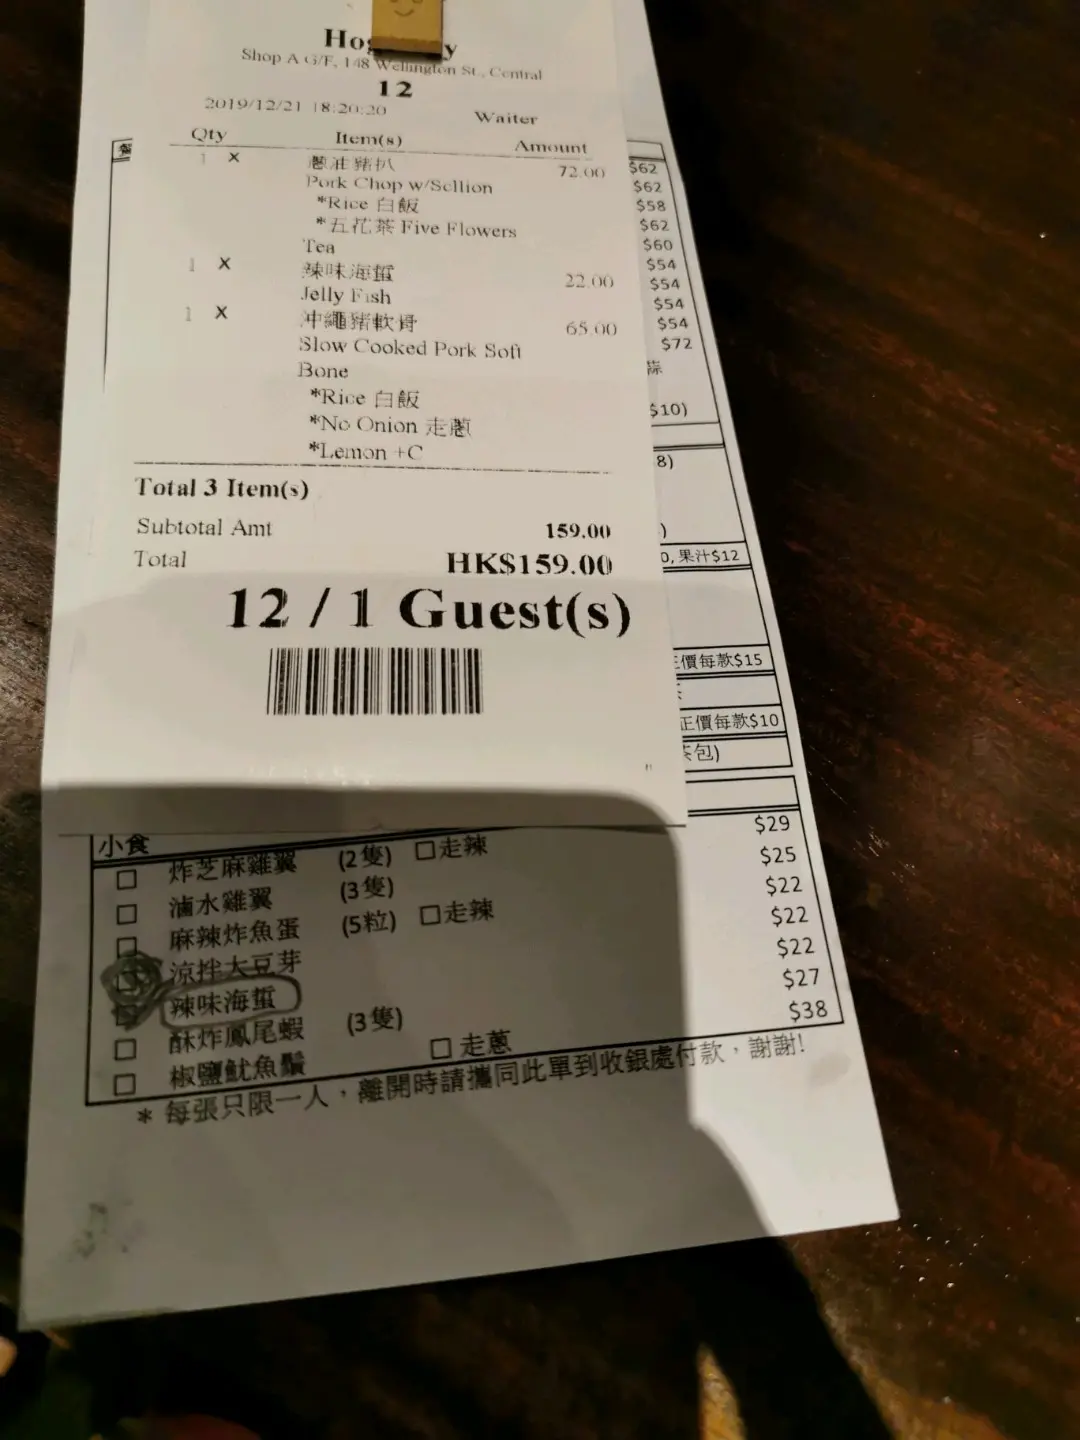 Shop A G/F, 148 Wellington St., Central
12
2019/12/21 18:20:20
Waiter
Qty Item(s) Amount
1 x 蔥油豬扒 72.00
Pork Chop w/Scllion
*Rice 白飯
*五花茶 Five Flowers
Tea
1 x 辣味海蜇 22.00
Jelly Fish
1 x 沖繩豬軟骨 65.00
Slow Cooked Pork Soft
Bone
*Rice 白飯
*No Onion 走蔥
*Lemon +C
Total 3 Item(s)
Subtotal Amt 159.00
Total HK$159.00
12 / 1 Guest(s)
$62
$62
$58
$62
$60
$54
$54
$54
$54
$72
蒜
$10)
8)
)
0, 果汁$12
正價每款$15
正價每款$10
茶包)
小食
□ 炸芝麻雞翼 (2隻) □走辣 $29
□ 滷水雞翼 (3隻) $25
□ 麻辣炸魚蛋 (5粒) □走辣 $22
涼拌大豆芽 $22
辣味海蜇 $22
□ 酥炸鳳尾蝦 (3隻) $27
□ 椒鹽魷魚鬚 □走蔥 $38
* 每張只限一人，離開時請攜同此單到收銀處付款，謝謝!